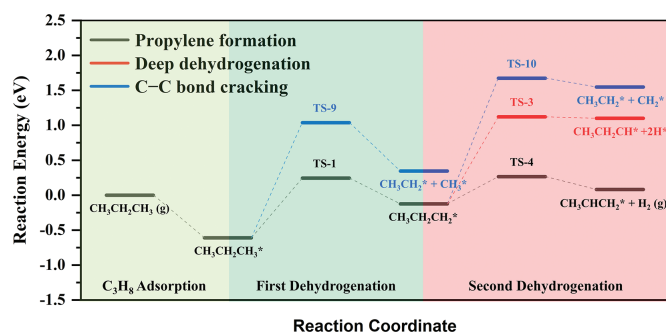 2.5
2.0
1.5
1.0
0.5
0.0
-0.5
-1.0
-1.5
Reaction Energy (eV)
Propylene formation
Deep dehydrogenation
C−C bond cracking
TS-10
TS-9
TS-3
TS-1
TS-4
CH₃CH₂* + CH₂*
CH₃CH₂CH* +2H*
CH₃CH₂* + CH₃*
CH₃CH₂CH₃ (g)
CH₃CH₂CH₂*
CH₃CHCH₂* + H₂ (g)
CH₃CH₂CH₃*
C₃H₈ Adsorption
First Dehydrogenation
Second Dehydrogenation
Reaction Coordinate